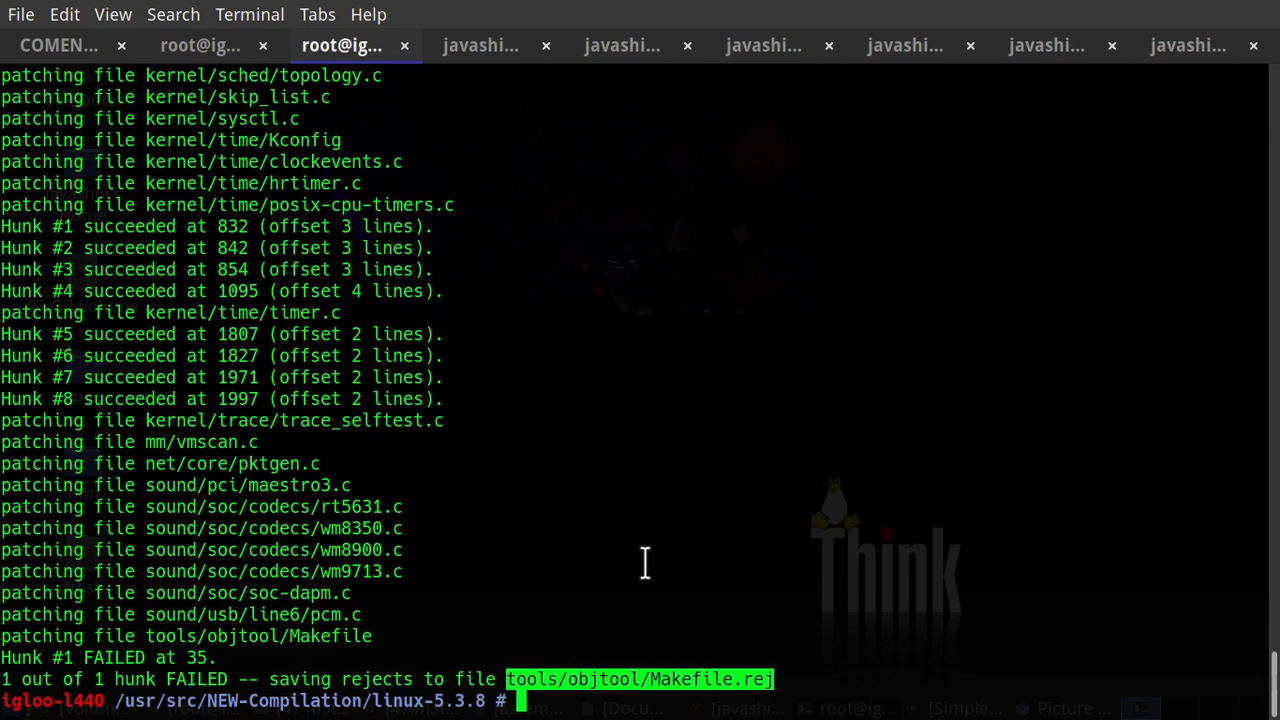 File Edit View Search Terminal Tabs Help
COMEN... × root@ig... × root@ig... × javashi... × javashi... × javashi... × javashi... × javashi... × javashi... ×
patching file kernel/sched/topology.c
patching file kernel/skip_list.c
patching file kernel/sysctl.c
patching file kernel/time/Kconfig
patching file kernel/time/clockevents.c
patching file kernel/time/hrtimer.c
patching file kernel/time/posix-cpu-timers.c
Hunk #1 succeeded at 832 (offset 3 lines).
Hunk #2 succeeded at 842 (offset 3 lines).
Hunk #3 succeeded at 854 (offset 3 lines).
Hunk #4 succeeded at 1095 (offset 4 lines).
patching file kernel/time/timer.c
Hunk #5 succeeded at 1807 (offset 2 lines).
Hunk #6 succeeded at 1827 (offset 2 lines).
Hunk #7 succeeded at 1971 (offset 2 lines).
Hunk #8 succeeded at 1997 (offset 2 lines).
patching file kernel/trace/trace_selftest.c
patching file mm/vmscan.c
patching file net/core/pktgen.c
patching file sound/pci/maestro3.c
patching file sound/soc/codecs/rt5631.c
patching file sound/soc/codecs/wm8350.c
patching file sound/soc/codecs/wm8900.c
patching file sound/soc/codecs/wm9713.c
patching file sound/soc/soc-dapm.c
patching file sound/usb/line6/pcm.c
patching file tools/objtool/Makefile
Hunk #1 FAILED at 35.
1 out of 1 hunk FAILED -- saving rejects to file tools/objtool/Makefile.rej
igloo-l440 /usr/src/NEW-Compilation/linux-5.3.8 #
Think